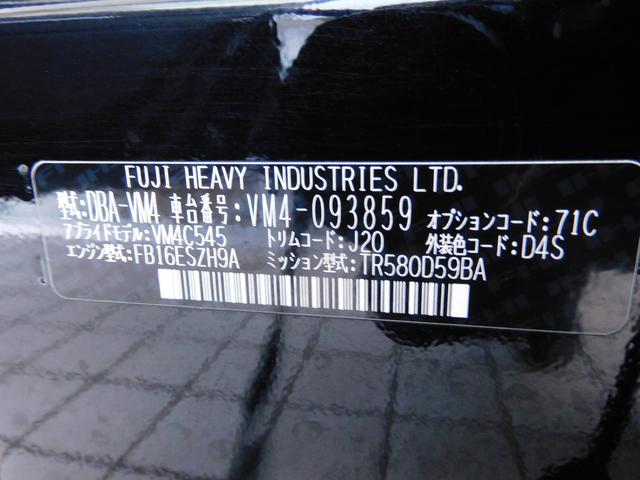 FUJI HEAVY INDUSTRIES LTD.
型式:DBA-VM4 車台番号:VM4-093859 オプションコード:71C
アプライドモデル:VM4C545 トリムコード:J20 外装色コード:D4S
エンジン型式:FB16ESZH9A ミッション型式:TR580D59BA